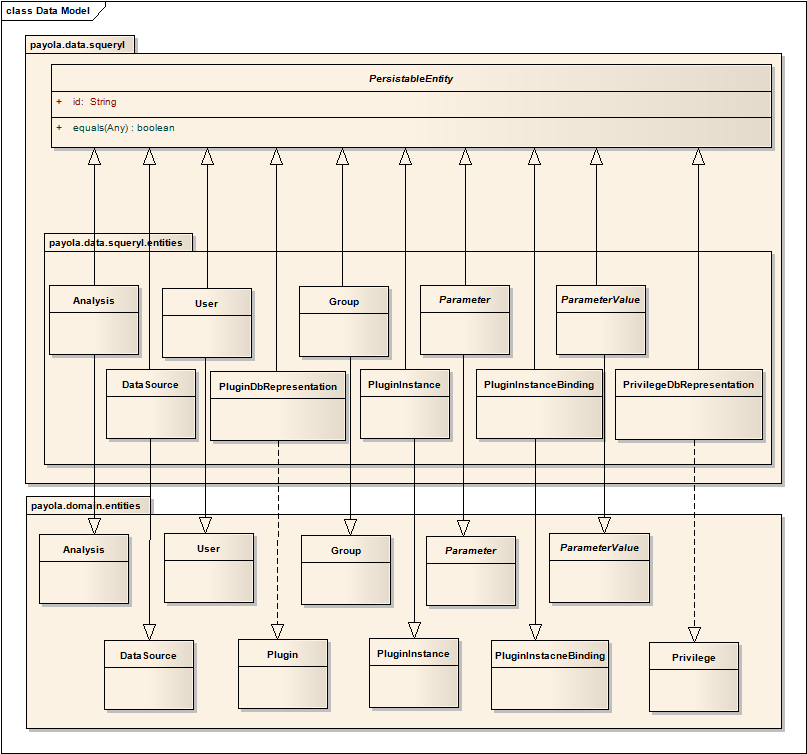 class Data Model
payola.data.squeryl
PersistableEntity
+ id: String
+ equals(Any) : boolean
payola.data.squeryl.entities
Analysis
User
Group
Parameter
ParameterValue
DataSource
PluginDbRepresentation
PluginInstance
PluginInstanceBinding
PrivilegeDbRepresentation
payola.domain.entities
Analysis
User
Group
Parameter
ParameterValue
DataSource
Plugin
PluginInstance
PluginInstacneBinding
Privilege